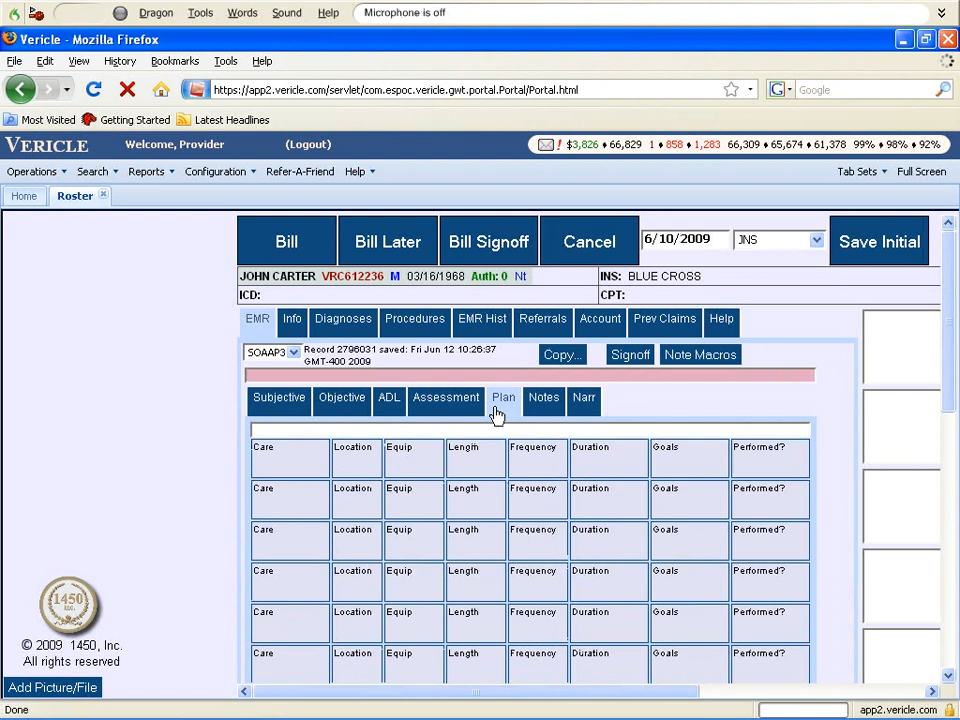 Dragon Tools Words Sound Help Microphone is off
Vericle - Mozilla Firefox
File Edit View History Bookmarks Tools Help
https://app2.vericle.com/servlet/com.espoc.vericle.gwt.portal.Portal/Portal.html G Google
Most Visited Getting Started Latest Headlines
VERICLE Welcome, Provider (Logout) ! $3,826 ♦ 66,829 1 ♦ 858 ♦ 1,283 66,309 ♦ 65,674 ♦ 61,378 99% ♦ 98% ♦ 92%
Operations Search Reports Configuration Refer-A-Friend Help Tab Sets Full Screen
Home Roster
Bill Bill Later Bill Signoff Cancel 6/10/2009 JNS Save Initial
JOHN CARTER VRC612236 M 03/16/1968 Auth: 0 Nt INS: BLUE CROSS
ICD: CPT:
EMR Info Diagnoses Procedures EMR Hist Referrals Account Prev Claims Help
SOAAP3 Record 2796031 saved: Fri Jun 12 10:26:37
GMT-400 2009
Copy... Signoff Note Macros
Subjective Objective ADL Assessment Plan Notes Narr
Care Location Equip Length Frequency Duration Goals Performed?
Care Location Equip Length Frequency Duration Goals Performed?
Care Location Equip Length Frequency Duration Goals Performed?
Care Location Equip Length Frequency Duration Goals Performed?
Care Location Equip Length Frequency Duration Goals Performed?
Care Location Equip Length Frequency Duration Goals Performed?
1450
INC.
© 2009 1450, Inc.
All rights reserved
Add Picture/File
Done app2.vericle.com